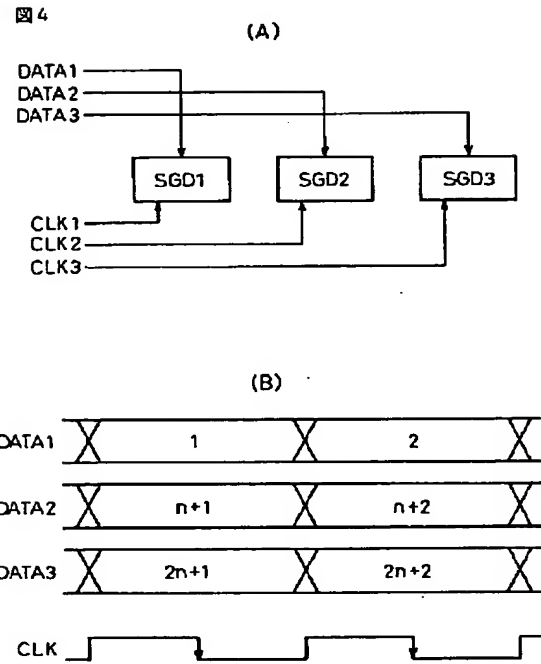 図4
(A)
DATA1
DATA2
DATA3
SGD1 SGD2 SGD3
CLK1
CLK2
CLK3
(B)
DATA1 1 2
DATA2 n+1 n+2
DATA3 2n+1 2n+2
CLK